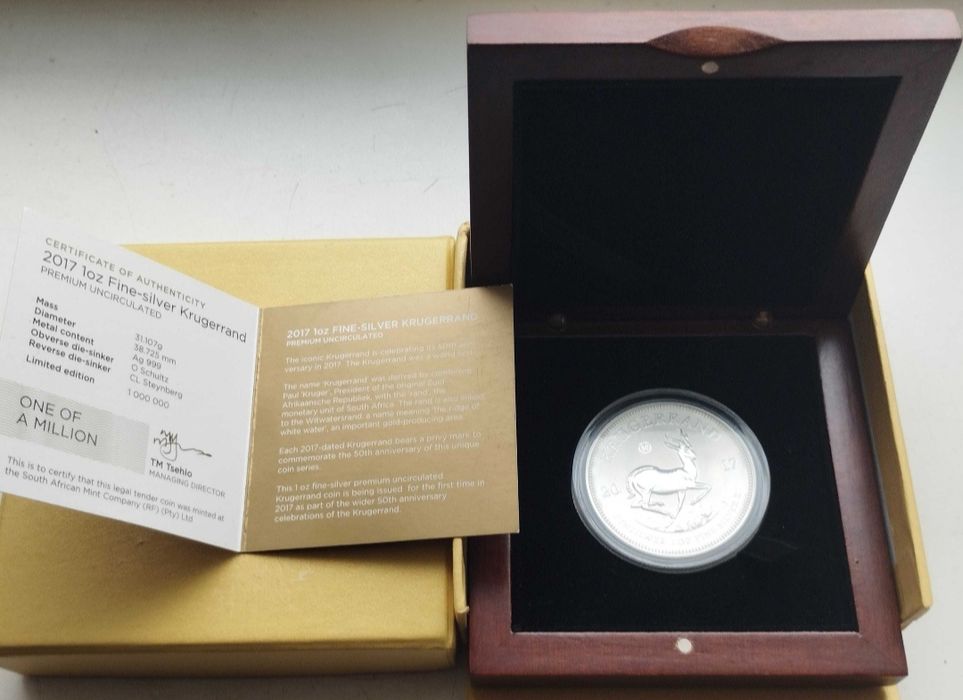 CERTIFICATE OF AUTHENTICITY
2017 1oz Fine-silver Krugerrand
PREMIUM UNCIRCULATED
Mass 31.107g
Diameter 38.725 mm
Metal content Ag 999
Obverse die-sinker O Schultz
Reverse die-sinker CL Steynberg
Limited edition 1 000 000
ONE OF
A MILLION
TM Tsehlo
MANAGING DIRECTOR
This is to certify that this legal tender coin was minted at
the South African Mint Company (RF) (Pty) Ltd
2017 1oz FINE-SILVER KRUGERRAND
PREMIUM UNCIRCULATED
The iconic Krugerrand is celebrating its 50th anni-
versary in 2017. The Krugerrand was a world first.
The name 'Krugerrand' was derived by combining
'Paul 'Kruger', President of the original Zuid
Afrikaansche Republiek, with the 'rand', the
monetary unit of South Africa. The rand is also linked
to the Witwatersrand, a name meaning 'The ridge of
white water', an important gold-producing area.
Each 2017-dated Krugerrand bears a privy mark to
commemorate the 50th anniversary of this unique
coin series.
This 1 oz fine-silver premium uncirculated
Krugerrand coin is being issued for the first time in
2017 as part of the wider 50th anniversary
celebrations of the Krugerrand.
KRUGERRAND
20 17
1 OZ FINE SILVER